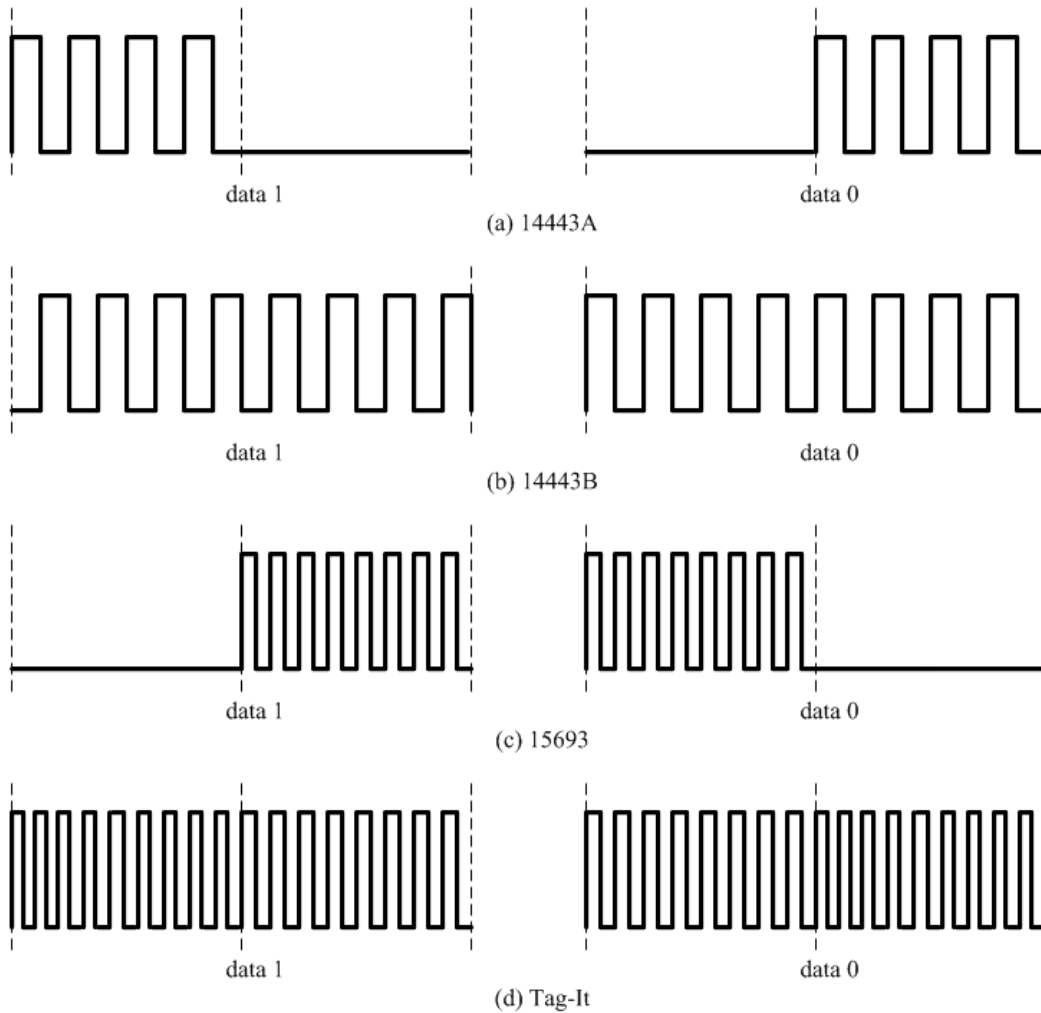 data 1 data 0
(a) 14443A
data 1 data 0
(b) 14443B
data 1 data 0
(c) 15693
data 1 data 0
(d) Tag-It